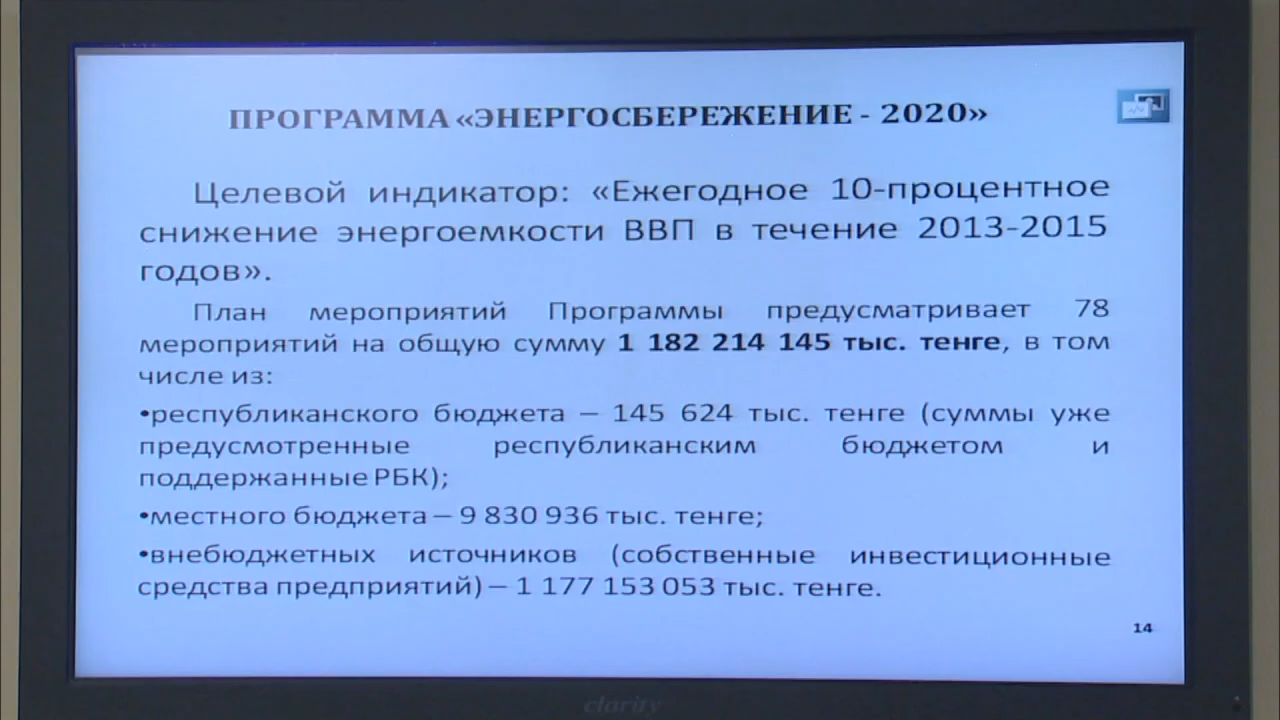 ПРОГРАММА «ЭНЕРГОСБЕРЕЖЕНИЕ - 2020»
Целевой индикатор: «Ежегодное 10-процентное
снижение энергоемкости ВВП в течение 2013-2015
годов».
План мероприятий Программы предусматривает 78
мероприятий на общую сумму 1 182 214 145 тыс. тенге, в том
числе из:
•республиканского бюджета – 145 624 тыс. тенге (суммы уже
предусмотренные республиканским бюджетом и
поддержанные РБК);
•местного бюджета – 9 830 936 тыс. тенге;
•внебюджетных источников (собственные инвестиционные
средства предприятий) – 1 177 153 053 тыс. тенге.
14
clarity